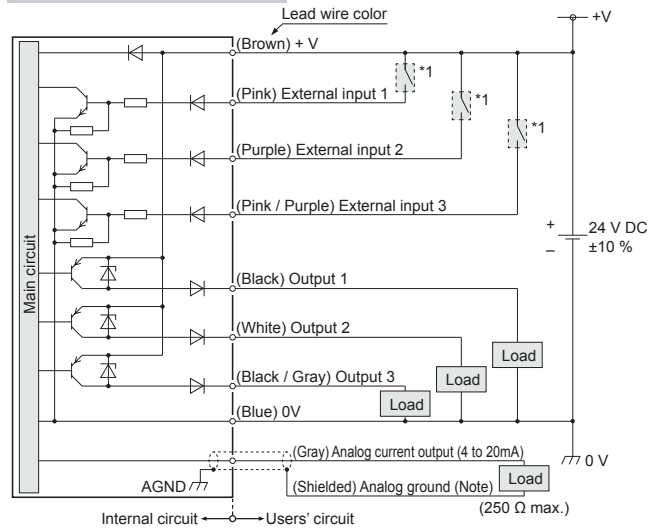 Lead wire color
+V
(Brown) + V
*1
(Pink) External input 1
*1
*1
(Purple) External input 2
(Pink / Purple) External input 3
+
–
24 V DC
±10 %
Main circuit
(Black) Output 1
(White) Output 2
Load
Load
(Black / Gray) Output 3
Load
(Blue) 0V
(Gray) Analog current output (4 to 20mA)
0 V
AGND
(Shielded) Analog ground (Note)
Load
(250 Ω max.)
Internal circuit
Users' circuit